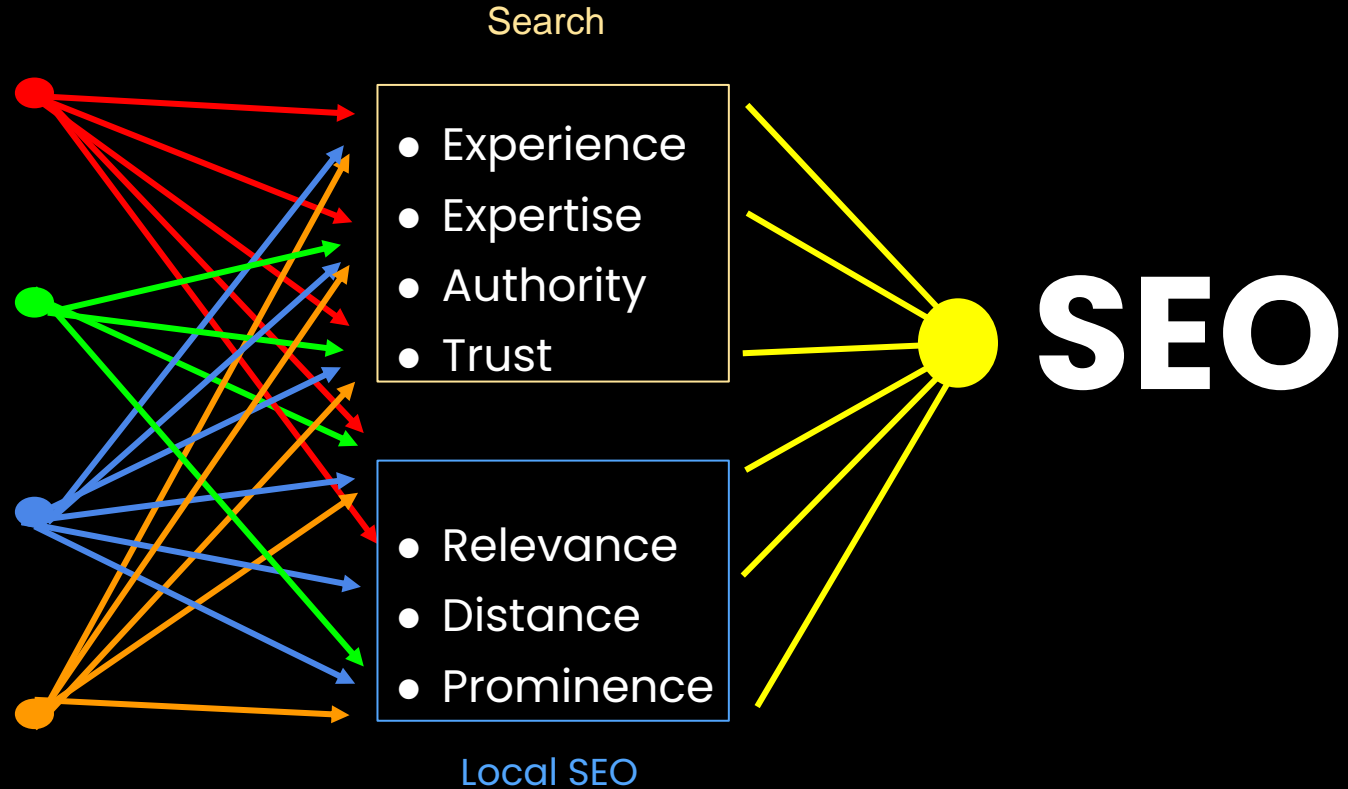 Search
● Experience
● Expertise
● Authority
● Trust
SEO
● Relevance
● Distance
● Prominence
Local SEO